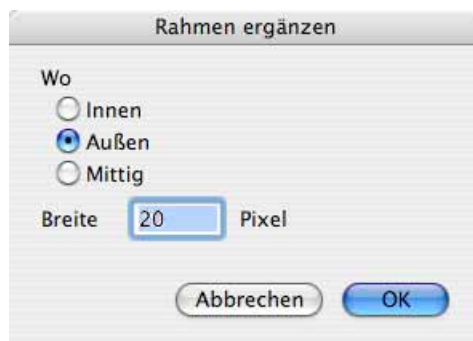 Rahmen ergänzen
Wo
Innen
Außen
Mittig
Breite 20 Pixel
Abbrechen OK